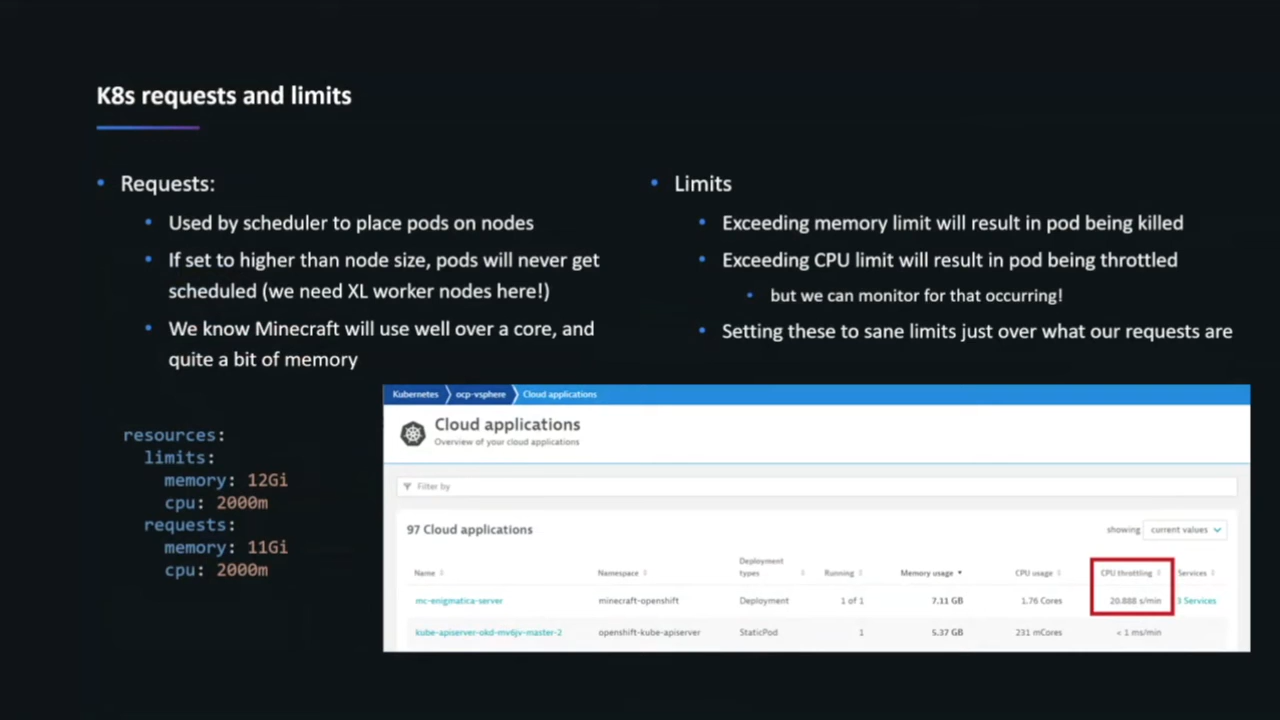 K8s requests and limits
Requests:
Used by scheduler to place pods on nodes
If set to higher than node size, pods will never get
scheduled (we need XL worker nodes here!)
We know Minecraft will use well over a core, and
quite a bit of memory
Limits
Exceeding memory limit will result in pod being killed
Exceeding CPU limit will result in pod being throttled
but we can monitor for that occurring!
Setting these to sane limits just over what our requests are
resources:
limits:
memory: 12Gi
cpu: 2000m
requests:
memory: 11Gi
cpu: 2000m
Kubernetes ocp-vsphere Cloud applications
Cloud applications
Overview of your cloud applications
Filter by
97 Cloud applications
showing current values
Name Namespace Deployment types Running Memory usage CPU usage CPU throttling Services
mc-enigmatica-server minecraft-openshift Deployment 1 of 1 7.11 GB 1.76 Cores 20.888 s/min 3 Services
kube-apiserver-okd-mv6jv-master-2 openshift-kube-apiserver StaticPod 1 5.37 GB 231 mCores < 1 ms/min